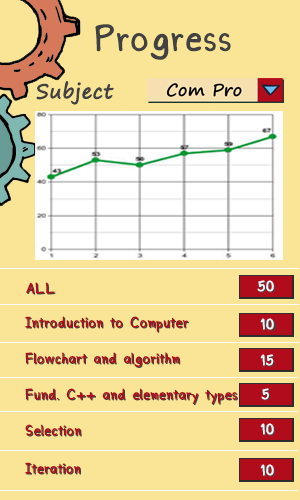 Progress
Subject
Com Pro
80
60
40
20
0
43
53
50
57
59
67
1 2 3 4 5 6
ALL 50
Introduction to Computer 10
Flowchart and algorithm 15
Fund. C++ and elementary types 5
Selection 10
Iteration 10